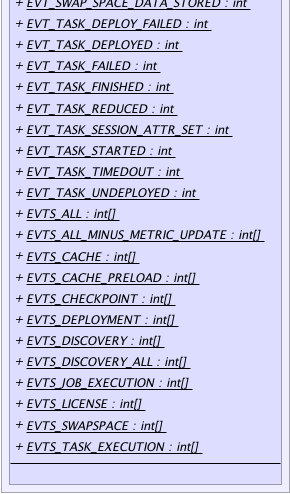 + EVT_SWAP_SPACE_DATA_STORED : int
+ EVT_TASK_DEPLOY_FAILED : int
+ EVT_TASK_DEPLOYED : int
+ EVT_TASK_FAILED : int
+ EVT_TASK_FINISHED : int
+ EVT_TASK_REDUCED : int
+ EVT_TASK_SESSION_ATTR_SET : int
+ EVT_TASK_STARTED : int
+ EVT_TASK_TIMEDOUT : int
+ EVT_TASK_UNDEPLOYED : int
+ EVTS_ALL : int[]
+ EVTS_ALL_MINUS_METRIC_UPDATE : int[]
+ EVTS_CACHE : int[]
+ EVTS_CACHE_PRELOAD : int[]
+ EVTS_CHECKPOINT : int[]
+ EVTS_DEPLOYMENT : int[]
+ EVTS_DISCOVERY : int[]
+ EVTS_DISCOVERY_ALL : int[]
+ EVTS_JOB_EXECUTION : int[]
+ EVTS_LICENSE : int[]
+ EVTS_SWAPSPACE : int[]
+ EVTS_TASK_EXECUTION : int[]